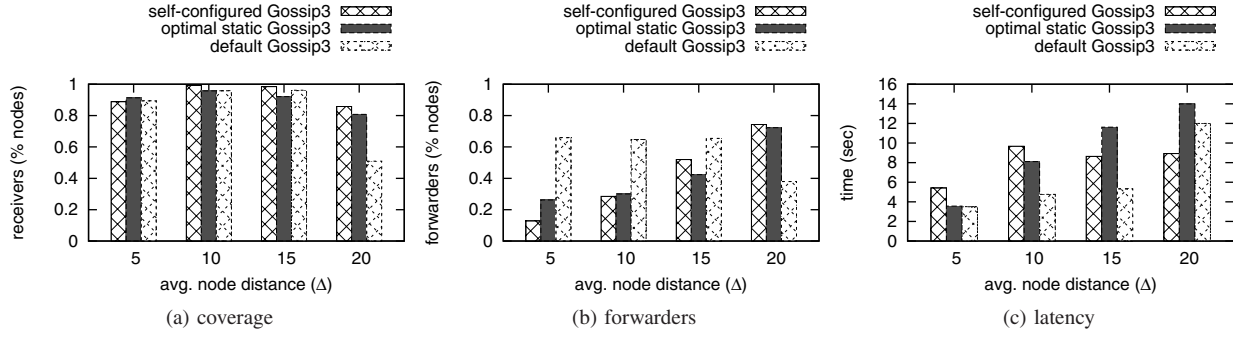 self-configured Gossip3
optimal static Gossip3
default Gossip3
receivers (% nodes)
1
0.8
0.6
0.4
0.2
0
5 10 15 20
avg. node distance (Δ)
(a) coverage
self-configured Gossip3
optimal static Gossip3
default Gossip3
forwarders (% nodes)
1
0.8
0.6
0.4
0.2
0
5 10 15 20
avg. node distance (Δ)
(b) forwarders
self-configured Gossip3
optimal static Gossip3
default Gossip3
time (sec)
16
14
12
10
8
6
4
2
0
5 10 15 20
avg. node distance (Δ)
(c) latency